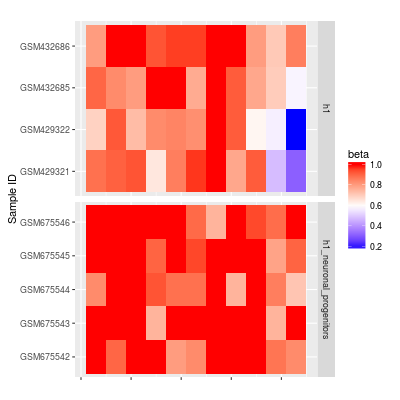 GSM432686
GSM432685
GSM429322
GSM429321
h1
GSM675546
GSM675545
GSM675544
GSM675543
GSM675542
h1_neuronal_progenitors
Sample ID
beta
1.0
0.8
0.6
0.4
0.2